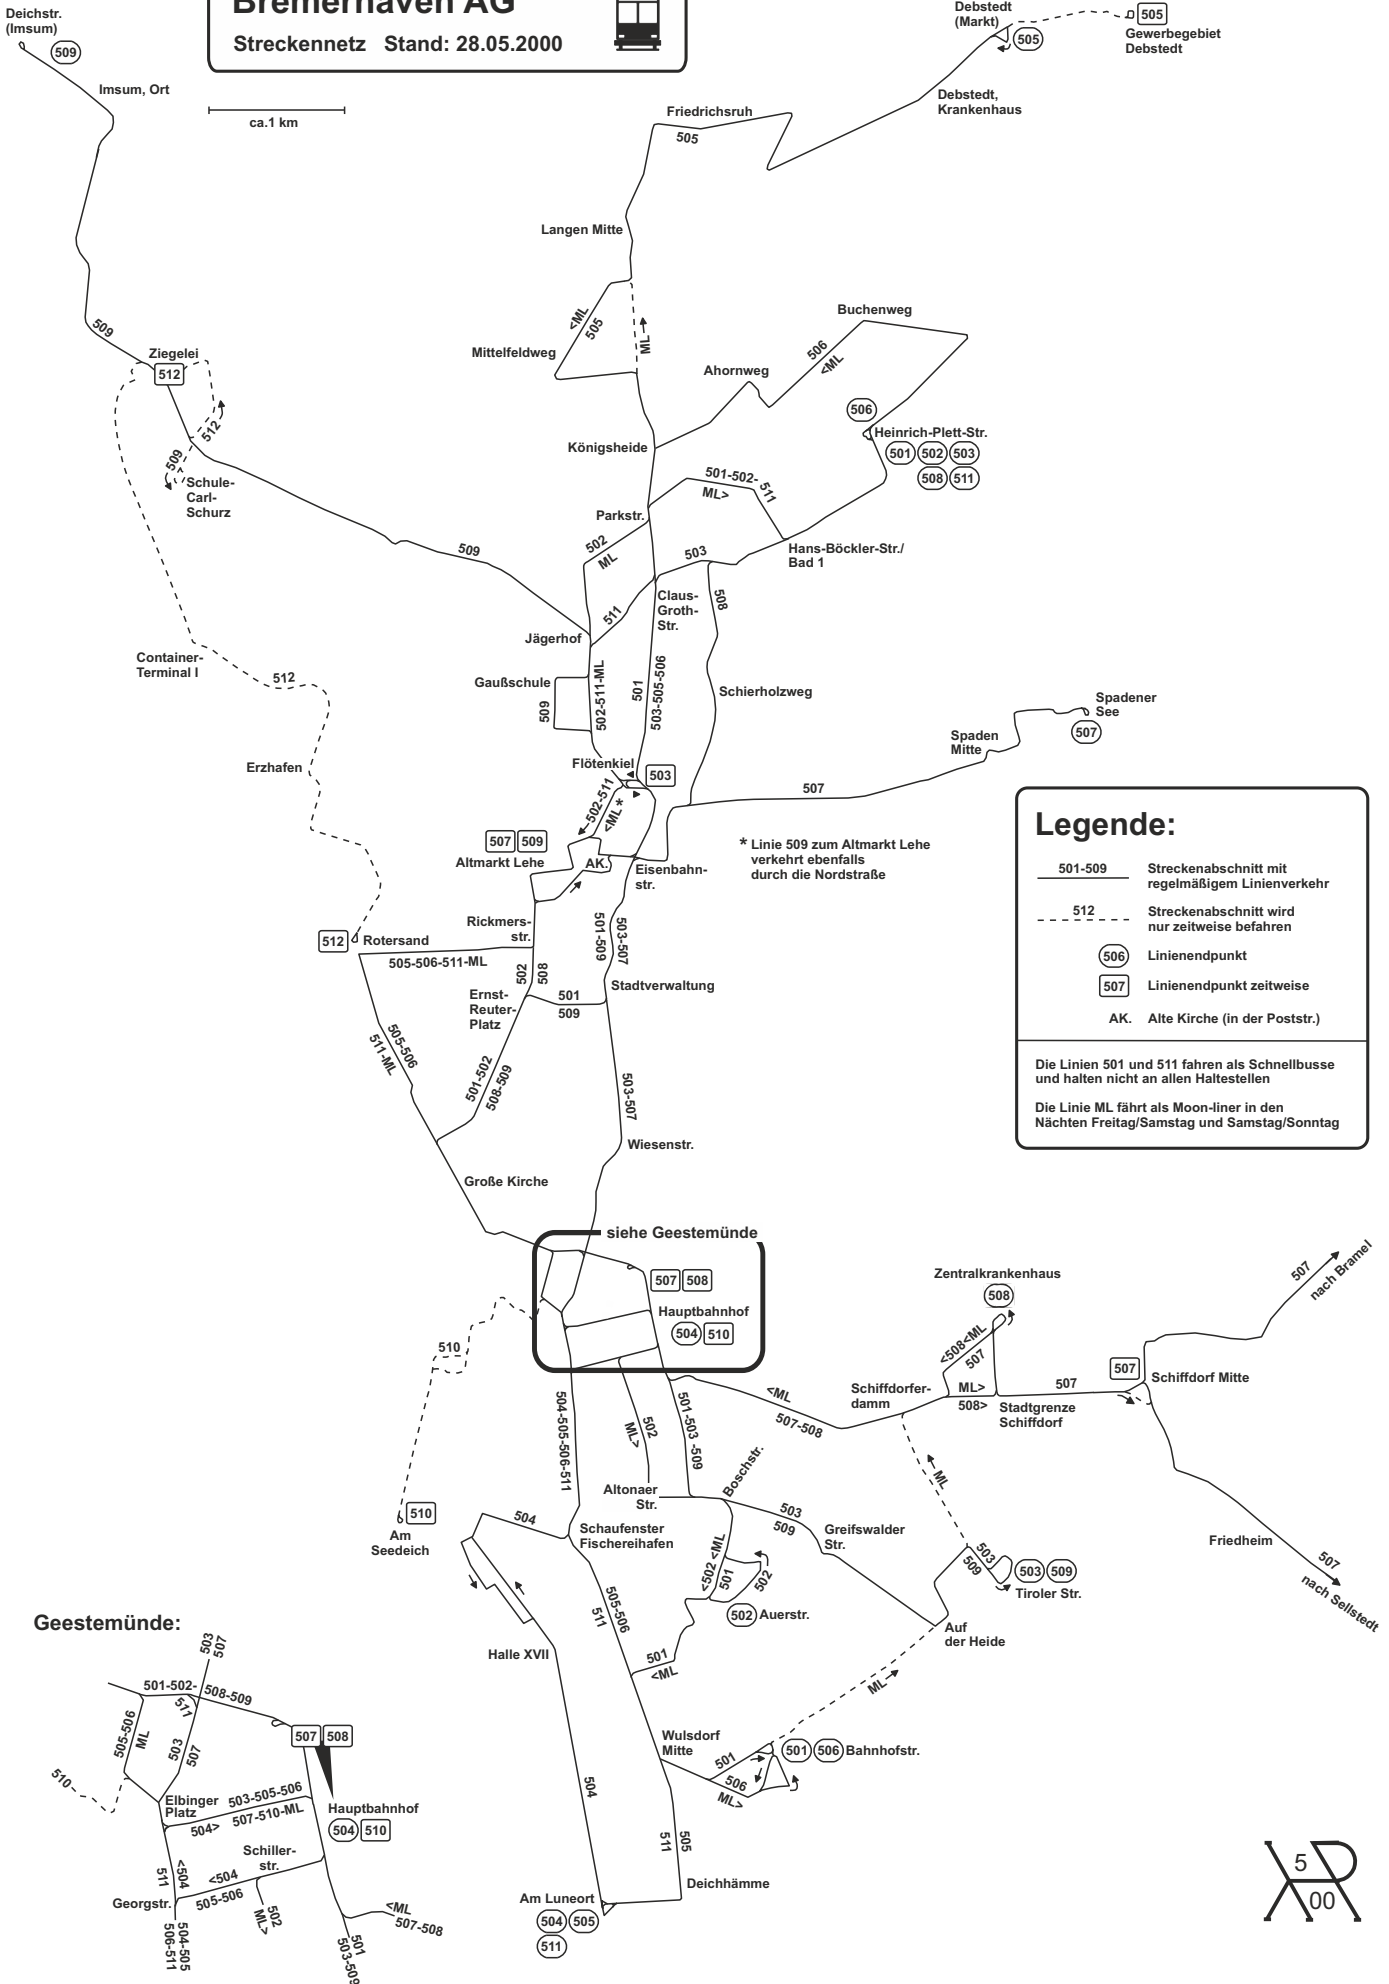 Bremerhaven AG
Streckennetz Stand: 28.05.2000
Deichstr.
(Imsum)
509
Imsum, Ort
ca.1 km
Debstedt
(Markt)
505
505
Gewerbegebiet
Debstedt
Debstedt,
Krankenhaus
Friedrichsruh
505
Langen Mitte
<ML
505
ML
Mittelfeldweg
Buchenweg
506
<ML
Ahornweg
509
Ziegelei
512
512
509
Schule-
Carl-
Schurz
506
Heinrich-Plett-Str.
501 502 503
508 511
Königsheide
501-502-511
ML>
Parkstr.
502
ML
503
Hans-Böckler-Str./
Bad 1
509
508
Claus-
Groth-
Str.
511
Jägerhof
Container-
Terminal I
512
Gaußschule
509
502-511-ML
501
503-505-506
Schierholzweg
Spadener
See
507
Spaden
Mitte
Erzhafen
Flötenkiel
503
507
502-511
<ML*
507 509
Altmarkt Lehe
AK.
Eisenbahn-
str.
* Linie 509 zum Altmarkt Lehe
verkehrt ebenfalls
durch die Nordstraße
Legende:
501-509
Streckenabschnitt mit
regelmäßigem Linienverkehr
512
Streckenabschnitt wird
nur zeitweise befahren
506
Linienendpunkt
507
Linienendpunkt zeitweise
AK. Alte Kirche (in der Poststr.)
Die Linien 501 und 511 fahren als Schnellbusse
und halten nicht an allen Haltestellen
Die Linie ML fährt als Moon-liner in den
Nächten Freitag/Samstag und Samstag/Sonntag
Rickmers-
str.
501-509
503-507
512
Rotersand
505-506-511-ML
502
508
Stadtverwaltung
Ernst-
Reuter-
Platz
501
509
505-506
511-ML
501-502
508-509
503-507
Wiesenstr.
Große Kirche
siehe Geestemünde
507 508
Hauptbahnhof
504 510
510
Zentralkrankenhaus
508
<508<ML
507
507
nach Bramel
507
Schiffdorf Mitte
Schiffdorfer-
damm
ML>
508>
507
Stadtgrenze
Schiffdorf
<ML
507-508
504-505-506-511
502
ML>
501-503 -509
Boschstr.
ML
Altonaer
Str.
510
Am
Seedeich
504
Schaufenster
Fischereihafen
503
509
Greifswalder
Str.
<502 <ML
501
502
502 Auerstr.
503
509
503 509
Tiroler Str.
Friedheim
507
nach Sellstedt
505-506
511
Auf
der Heide
Halle XVII
501
<ML
ML
Wulsdorf
Mitte
501
506
ML>
501 506 Bahnhofstr.
504
505
511
Deichhämme
Am Luneort
504 505
511
Geestemünde:
503
507
501-502-
508-509
511
505-506
ML
503
507
507 508
510
Elbinger
Platz
503-505-506
504>
507-510-ML
Hauptbahnhof
504 510
Schiller-
str.
511
<504
<504
505-506
Georgstr.
502
ML>
<ML
507-508
504-505
506-511
501
503-509
5
00